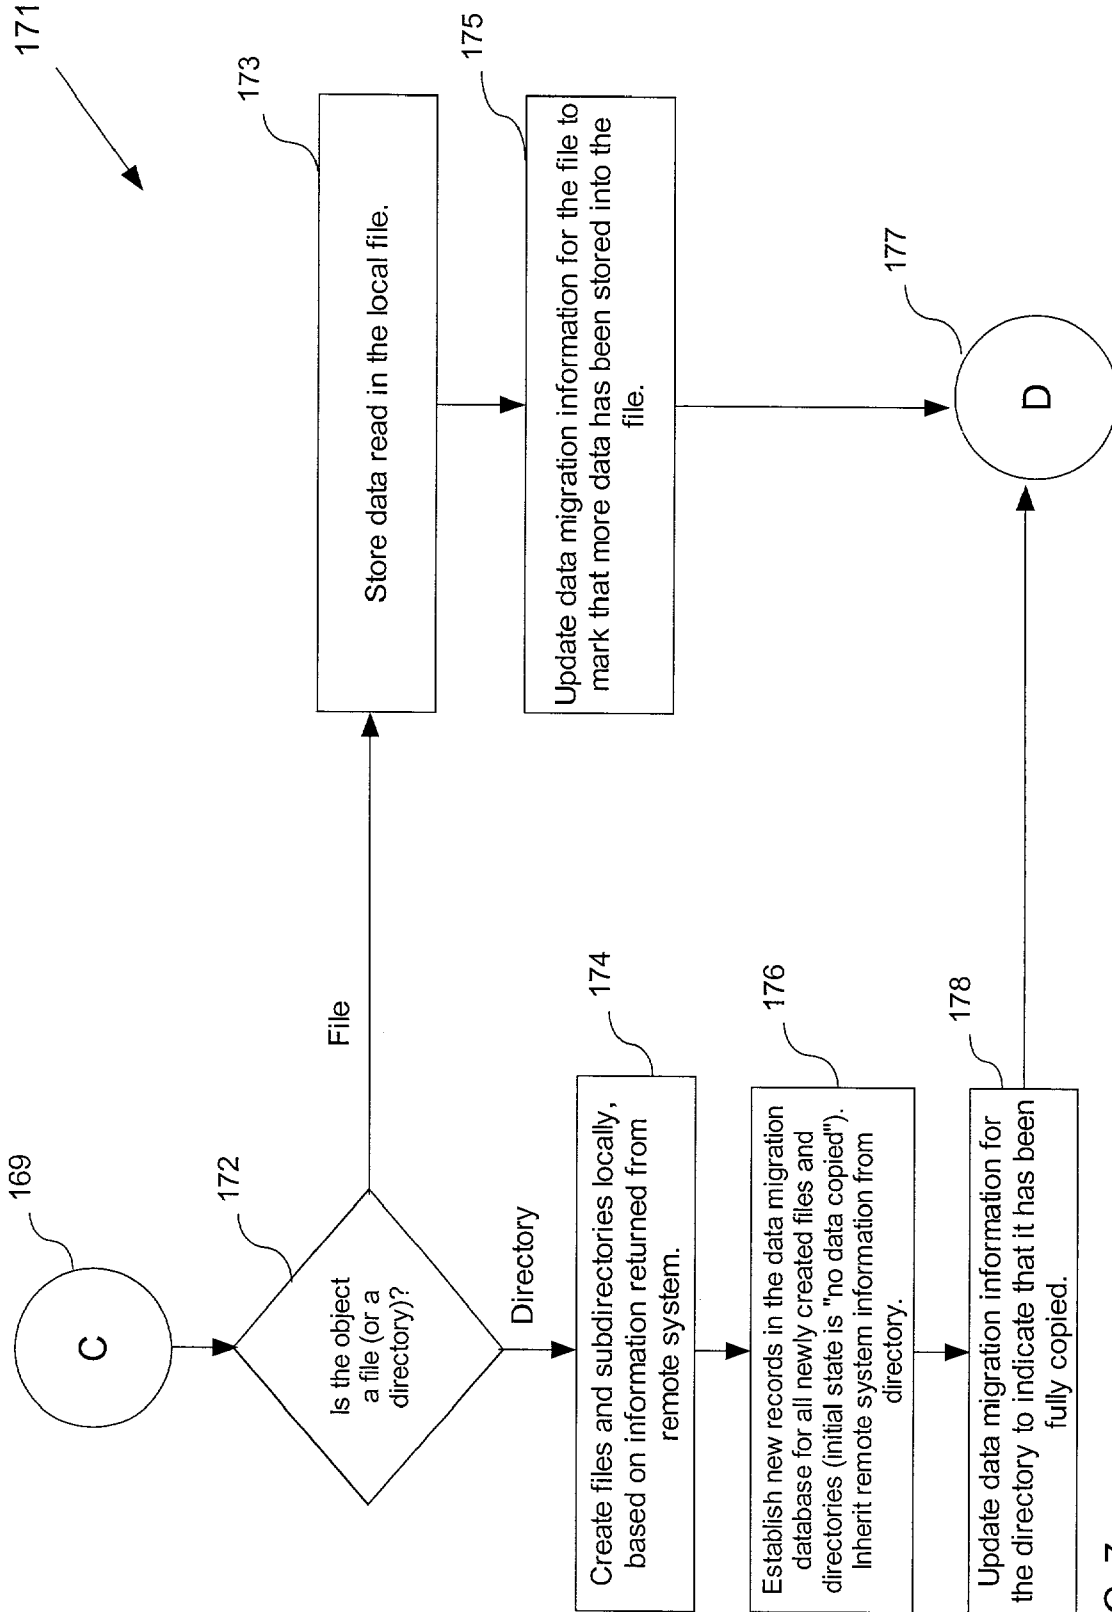 171
169
C
172
Is the object
a file (or a
directory)?
File
173
Store data read in the local file.
175
Update data migration information for the file to
mark that more data has been stored into the
file.
Directory
174
Create files and subdirectories locally,
based on information returned from
remote system.
176
Establish new records in the data migration
database for all newly created files and
directories (initial state is "no data copied").
Inherit remote system information from
directory.
178
Update data migration information for
the directory to indicate that it has been
fully copied.
177
D